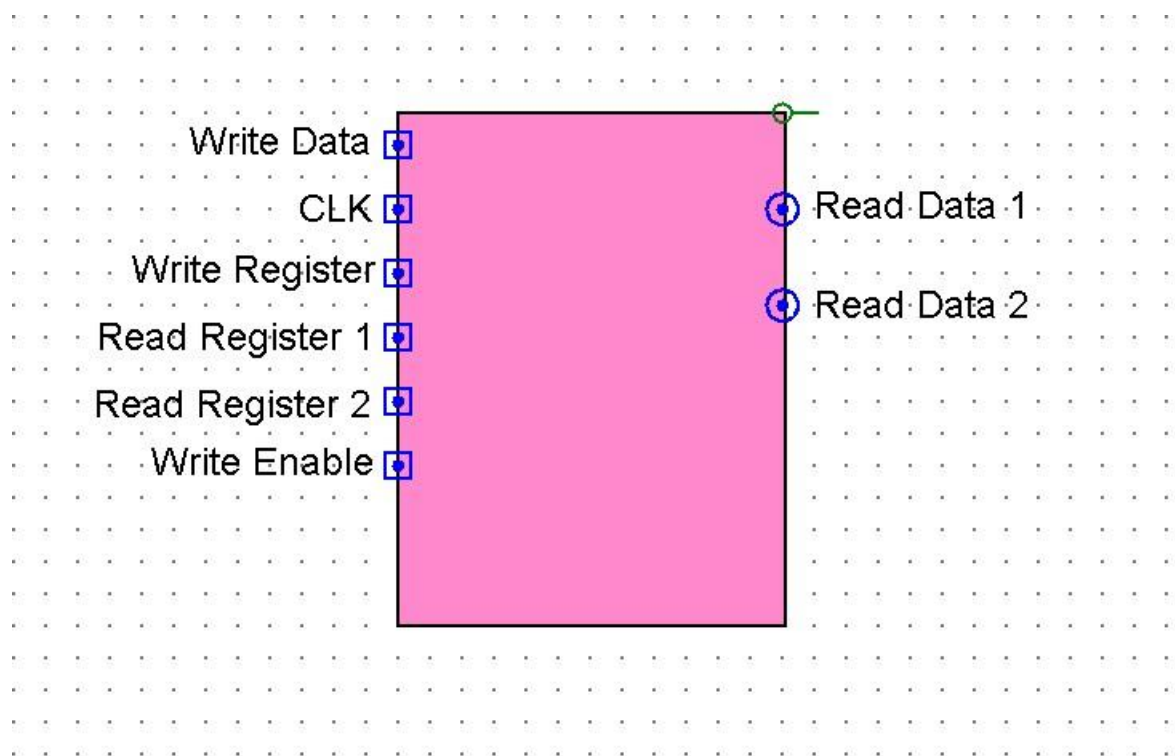 Write Data
CLK
Write Register
Read Register 1
Read Register 2
Write Enable
Read Data 1
Read Data 2